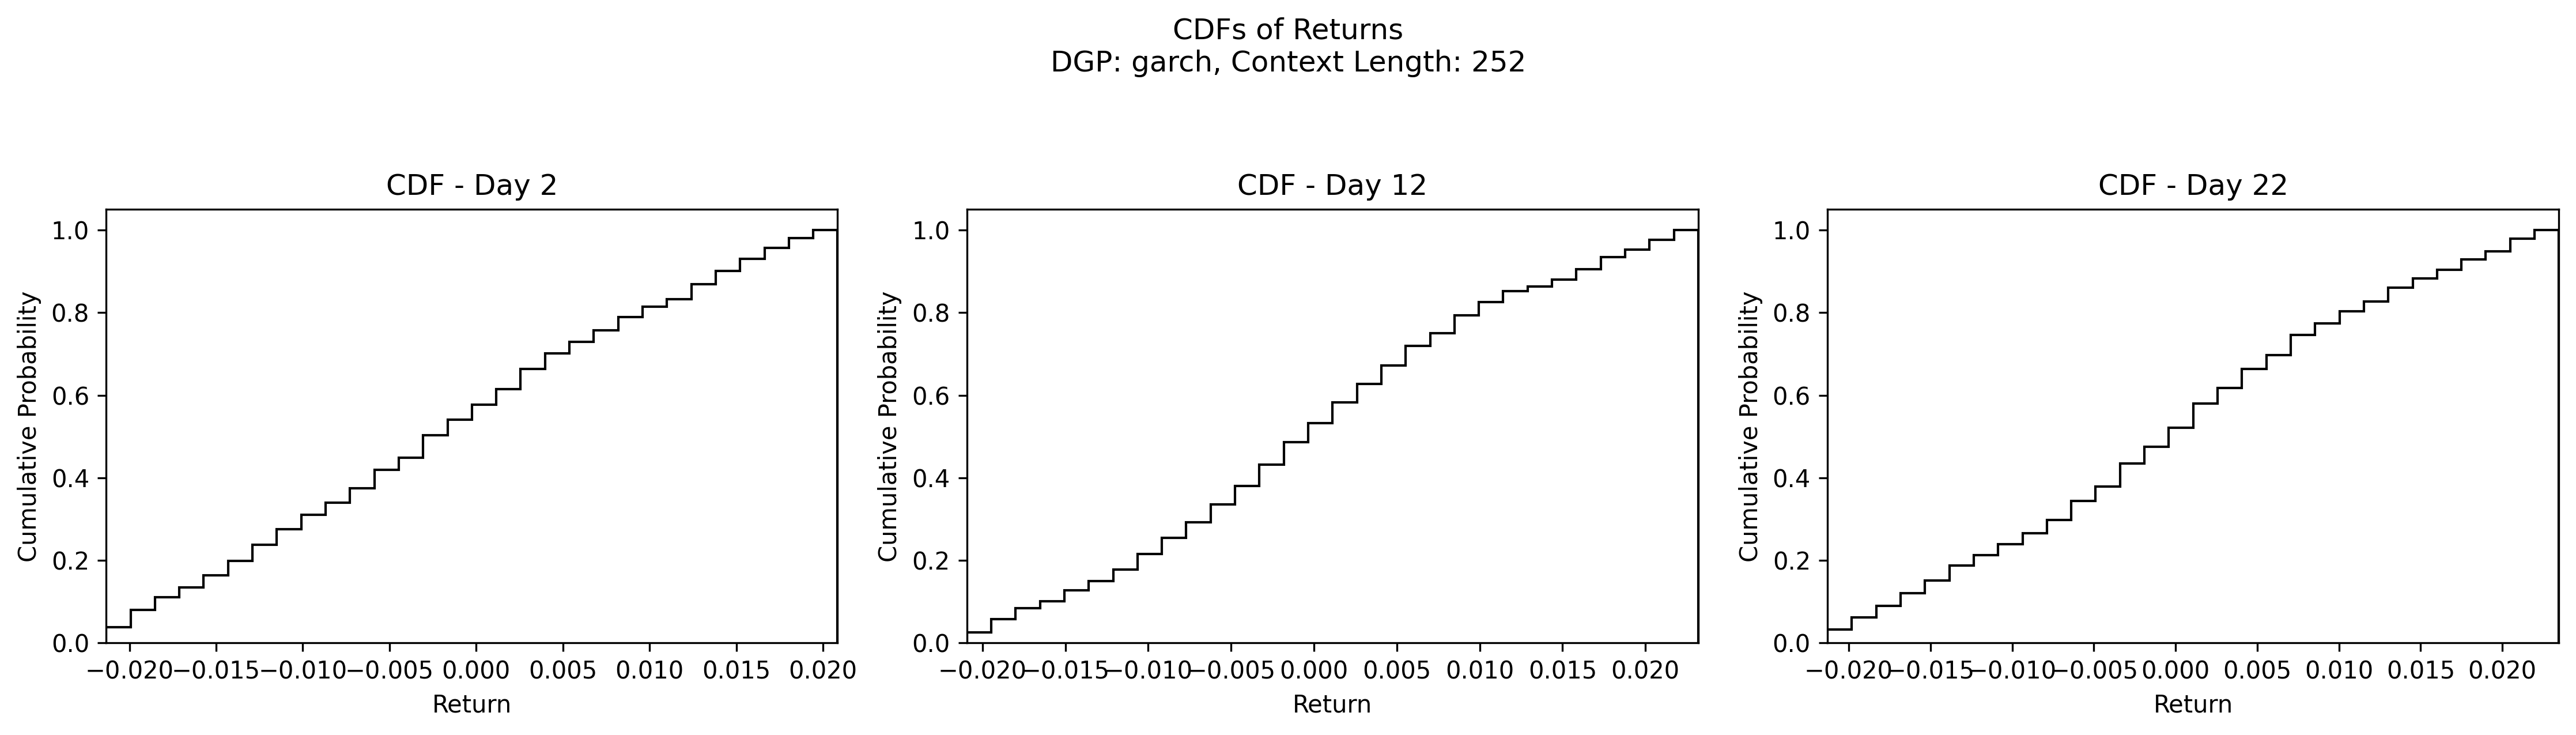 CDFs of Returns
DGP: garch, Context Length: 252
CDF - Day 2
1.0
0.8
0.6
0.4
0.2
0.0
Cumulative Probability
−0.020 −0.015 −0.010 −0.005 0.000 0.005 0.010 0.015 0.020
Return
CDF - Day 12
1.0
0.8
0.6
0.4
0.2
0.0
Cumulative Probability
−0.020 −0.015 −0.010 −0.005 0.000 0.005 0.010 0.015 0.020
Return
CDF - Day 22
1.0
0.8
0.6
0.4
0.2
0.0
Cumulative Probability
−0.020 −0.015 −0.010 −0.005 0.000 0.005 0.010 0.015 0.020
Return